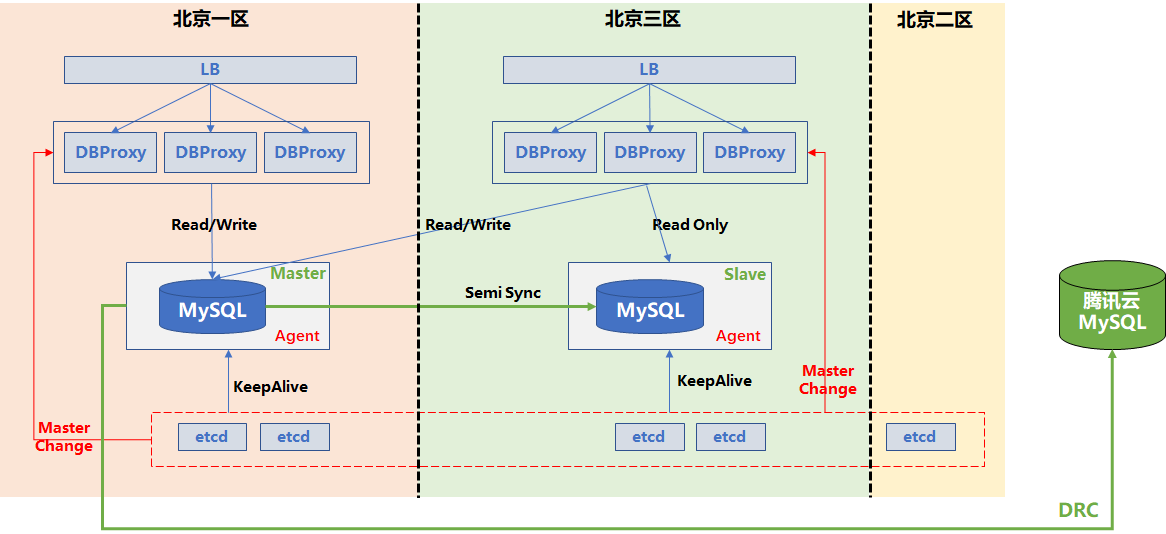 北京一区
北京三区
北京二区
LB
LB
DBProxy
DBProxy
DBProxy
DBProxy
DBProxy
DBProxy
Read/Write
Read/Write
Read Only
Master
MySQL
Agent
Semi Sync
Slave
MySQL
Agent
腾讯云
MySQL
KeepAlive
KeepAlive
Master
Change
Master
Change
etcd
etcd
etcd
etcd
etcd
DRC